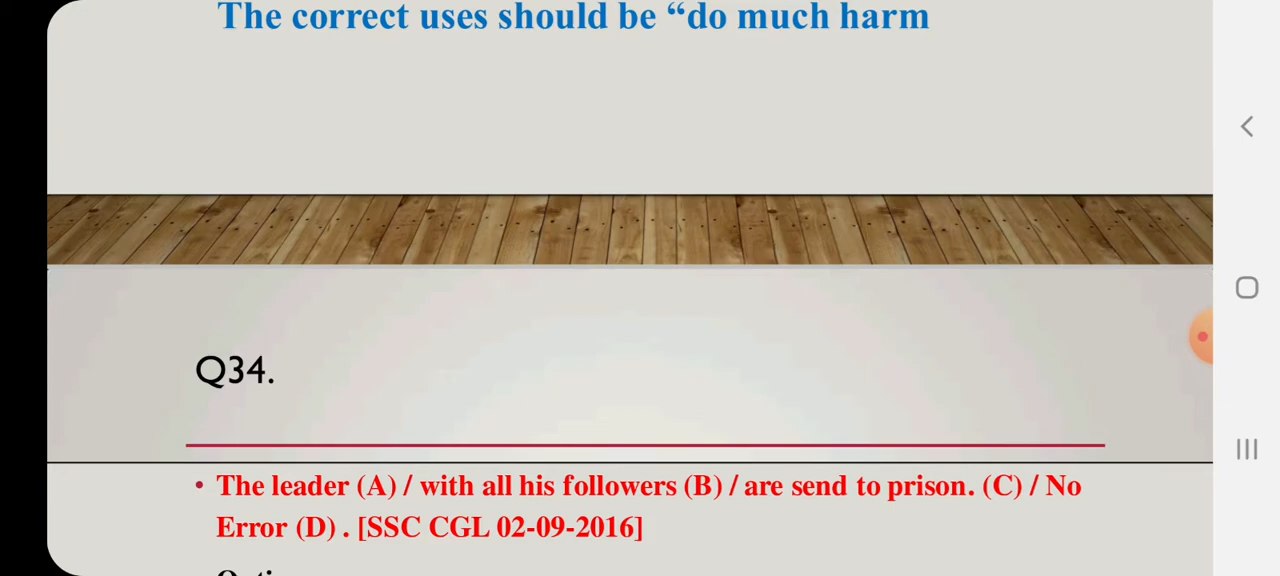 The correct uses should be “do much harm
Q34.
• The leader (A) / with all his followers (B) / are send to prison. (C) / No
Error (D) . [SSC CGL 02-09-2016]